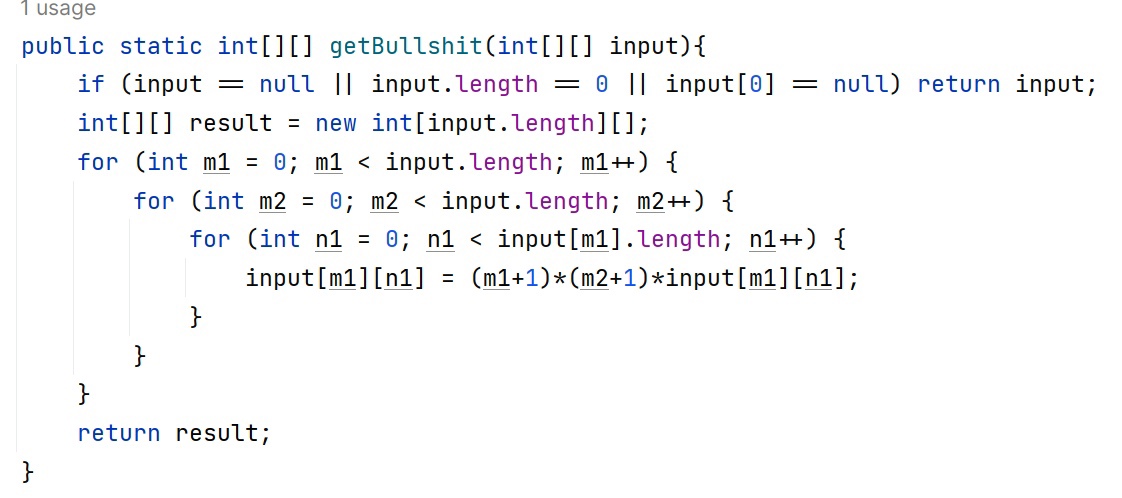 1 usage
public static int[][] getBullshit(int[][] input){
    if (input == null || input.length == 0 || input[0] == null) return input;
    int[][] result = new int[input.length][];
    for (int m1 = 0; m1 < input.length; m1++) {
        for (int m2 = 0; m2 < input.length; m2++) {
            for (int n1 = 0; n1 < input[m1].length; n1++) {
                input[m1][n1] = (m1+1)*(m2+1)*input[m1][n1];
            }
        }
    }
    return result;
}